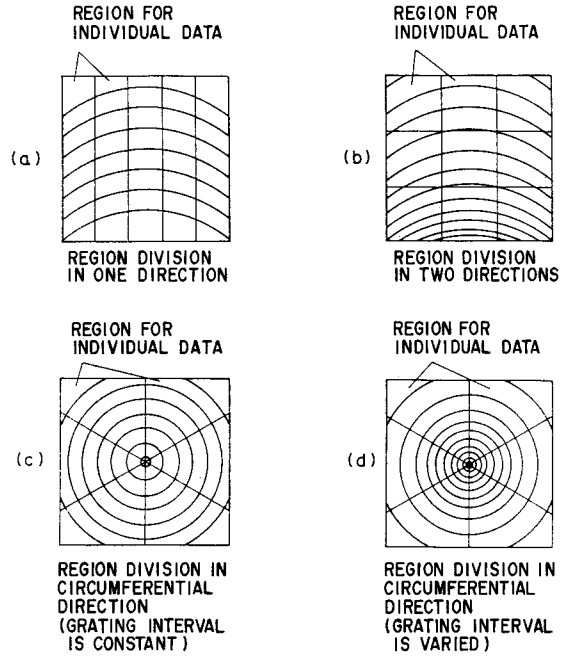 REGION FOR
INDIVIDUAL DATA
(a)
REGION DIVISION
IN ONE DIRECTION
REGION FOR
INDIVIDUAL DATA
(b)
REGION DIVISION
IN TWO DIRECTIONS
REGION FOR
INDIVIDUAL DATA
(c)
REGION DIVISION IN
CIRCUMFERENTIAL
DIRECTION
(GRATING INTERVAL
IS CONSTANT)
REGION FOR
INDIVIDUAL DATA
(d)
REGION DIVISION IN
CIRCUMFERENTIAL
DIRECTION
(GRATING INTERVAL
IS VARIED)